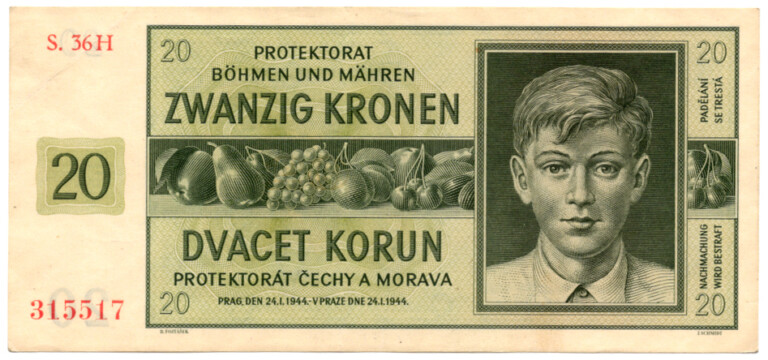 S. 36H
20
PROTEKTORAT
BÖHMEN UND MÄHREN
ZWANZIG KRONEN
20
DVACET KORUN
PROTEKTORÁT ČECHY A MORAVA
PRAG, DEN 24.I.1944.-V PRAZE DNE 24.I.1944.
20
315517
20
PADĚLÁNÍ
SE TRESTÁ
NACHMACHUNG
WIRD BESTRAFT
20